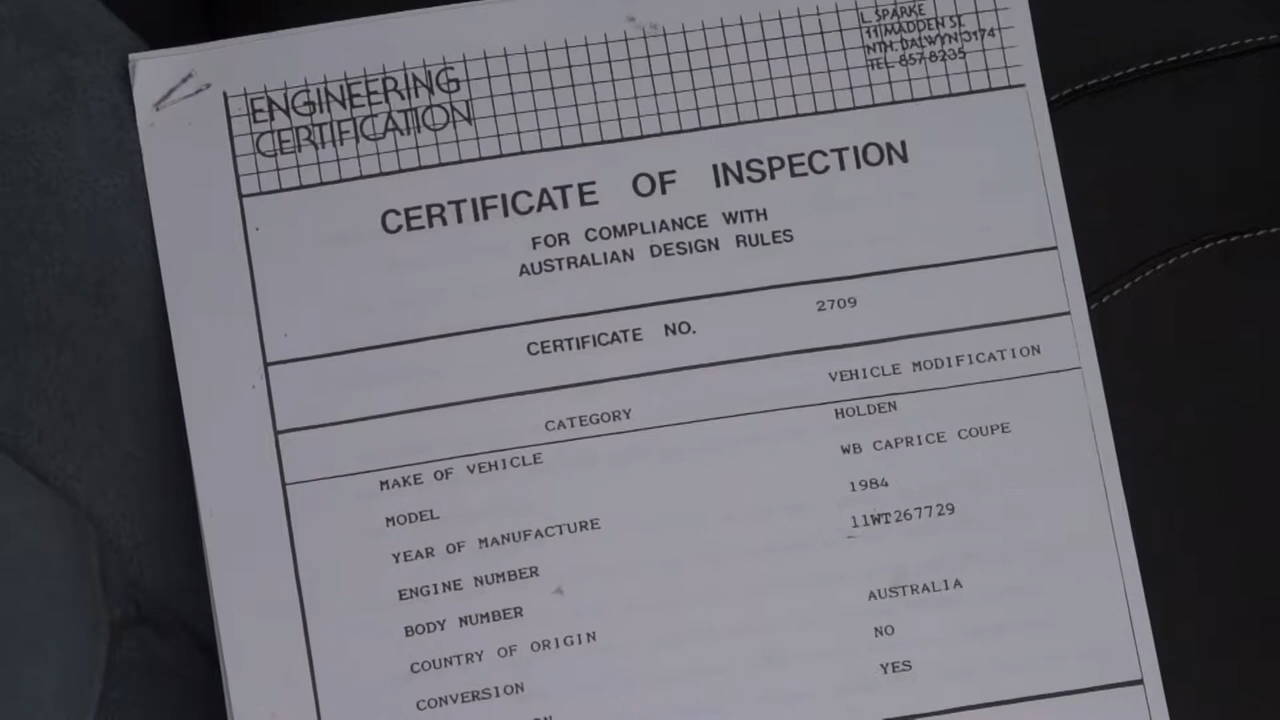 ENGINEERING
CERTIFICATION
L. SPARKE
11 MADDEN ST.
NTH. BALWYN 3104
TEL. 857 8235
CERTIFICATE OF INSPECTION
FOR COMPLIANCE WITH
AUSTRALIAN DESIGN RULES
CERTIFICATE NO. 2709
CATEGORY VEHICLE MODIFICATION
MAKE OF VEHICLE HOLDEN
MODEL WB CAPRICE COUPE
YEAR OF MANUFACTURE 1984
ENGINE NUMBER 11WT267729
BODY NUMBER
COUNTRY OF ORIGIN AUSTRALIA
CONVERSION NO
YES